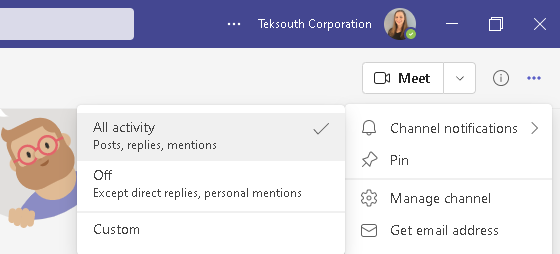 Teksouth Corporation
Meet
All activity
Posts, replies, mentions
Off
Except direct replies, personal mentions
Custom
Channel notifications
Pin
Manage channel
Get email address